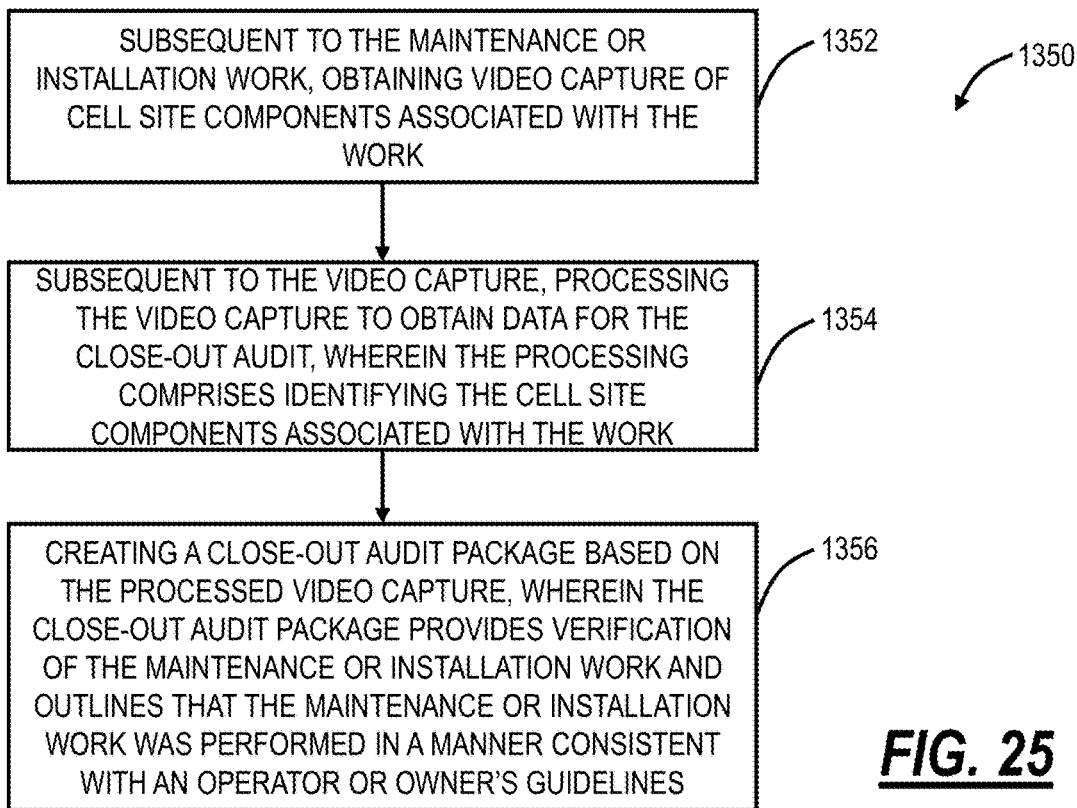 SUBSEQUENT TO THE MAINTENANCE OR
INSTALLATION WORK, OBTAINING VIDEO CAPTURE OF
CELL SITE COMPONENTS ASSOCIATED WITH THE
WORK
1352
1350
SUBSEQUENT TO THE VIDEO CAPTURE, PROCESSING
THE VIDEO CAPTURE TO OBTAIN DATA FOR THE
CLOSE-OUT AUDIT, WHEREIN THE PROCESSING
COMPRISES IDENTIFYING THE CELL SITE
COMPONENTS ASSOCIATED WITH THE WORK
1354
CREATING A CLOSE-OUT AUDIT PACKAGE BASED ON
THE PROCESSED VIDEO CAPTURE, WHEREIN THE
CLOSE-OUT AUDIT PACKAGE PROVIDES VERIFICATION
OF THE MAINTENANCE OR INSTALLATION WORK AND
OUTLINES THAT THE MAINTENANCE OR INSTALLATION
WORK WAS PERFORMED IN A MANNER CONSISTENT
WITH AN OPERATOR OR OWNER'S GUIDELINES
1356
FIG. 25